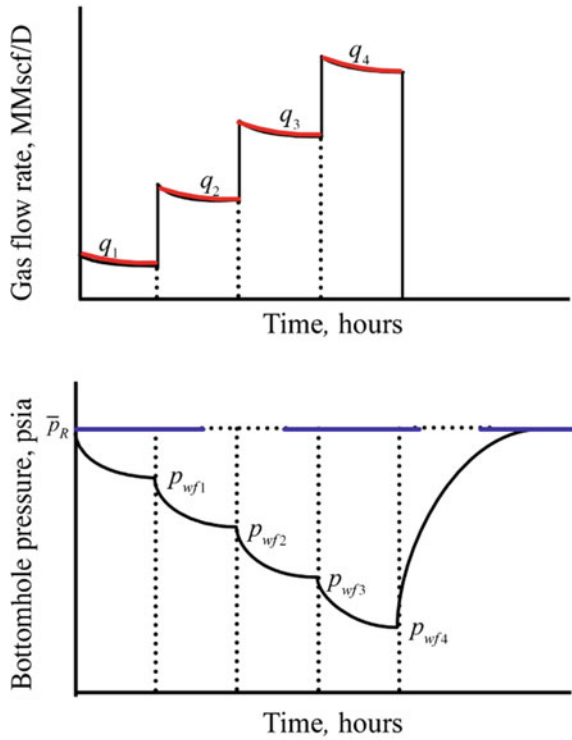 Gas flow rate, MMscf/D
q4
q3
q2
q1
Time, hours
Bottomhole pressure, psia
p̅R
pwf1
pwf2
pwf3
pwf4
Time, hours